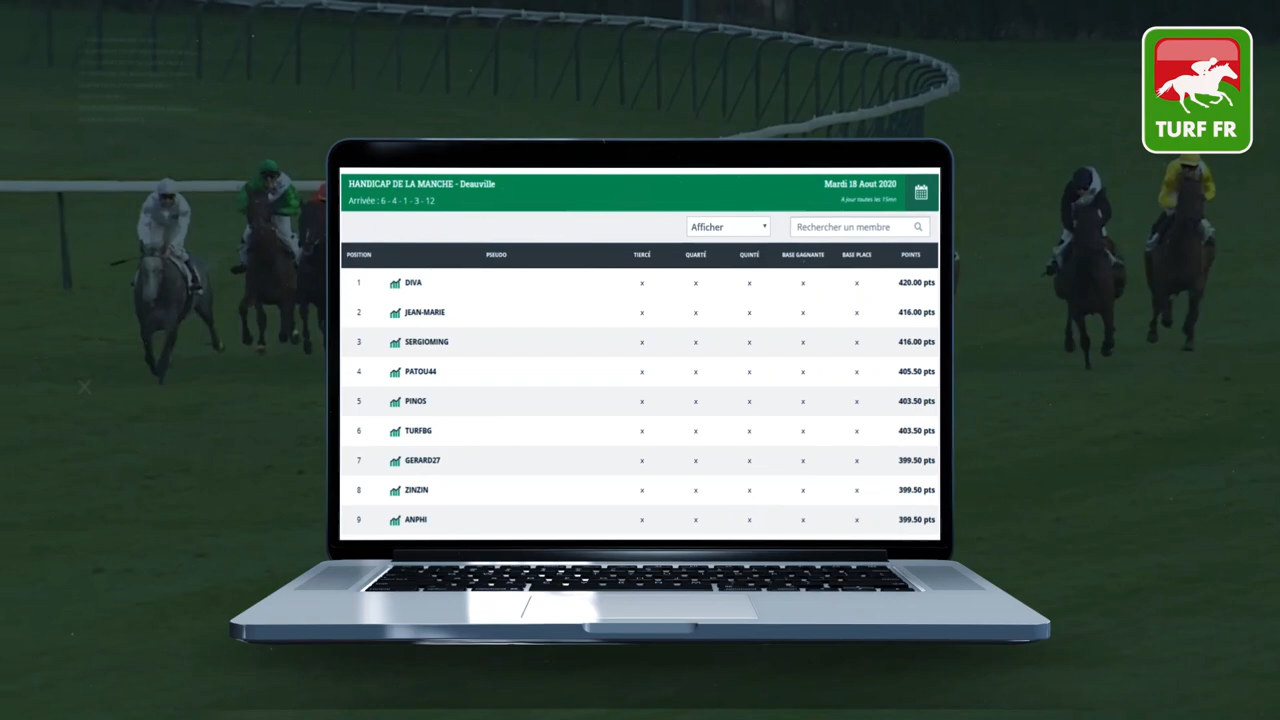 TURF FR
HANDICAP DE LA MANCHE - Deauville
Mardi 18 Aout 2020
Arrivée : 6 - 4 - 1 - 3 - 12
A jour toutes les 15mn
Afficher
Rechercher un membre
POSITION PSEUDO TIERCÉ QUARTÉ QUINTÉ BASE GAGNANTE BASE PLACE POINTS
1 DIVA x x x x x 420.00 pts
2 JEAN-MARIE x x x x x 416.00 pts
3 SERGIOMING x x x x x 416.00 pts
4 PATOU44 x x x x x 405.50 pts
5 PINOS x x x x x 403.50 pts
6 TURFBG x x x x x 403.50 pts
7 GERARD27 x x x x x 399.50 pts
8 ZINZIN x x x x x 399.50 pts
9 ANPHI x x x x x 399.50 pts